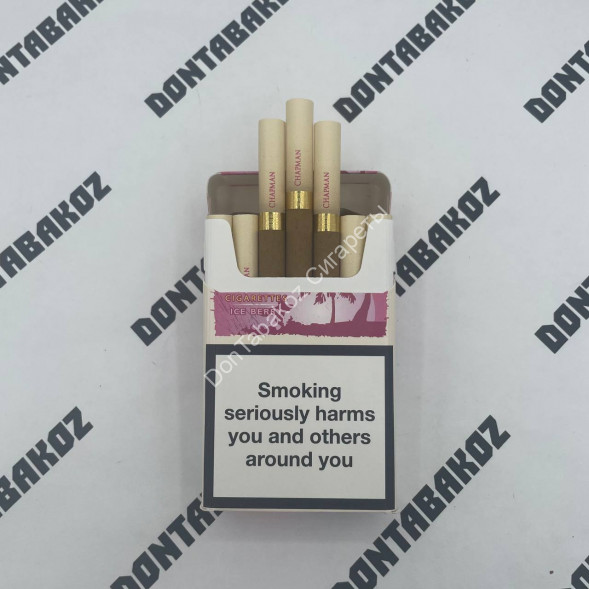 DONTABAKOZ
DONTABAKOZ
DONTABAKOZ
DONTABAKOZ
CHAPMAN
CHAPMAN
CHAPMAN
DONTABAKOZ
DONTABAKOZ
DONTABAKOZ
DonTabakoz Сигареты
CIGARETTES
ICE BERRY
Smoking
seriously harms
you and others
around you
DONTABAKOZ
DONTABAKOZ
DONTABAKOZ